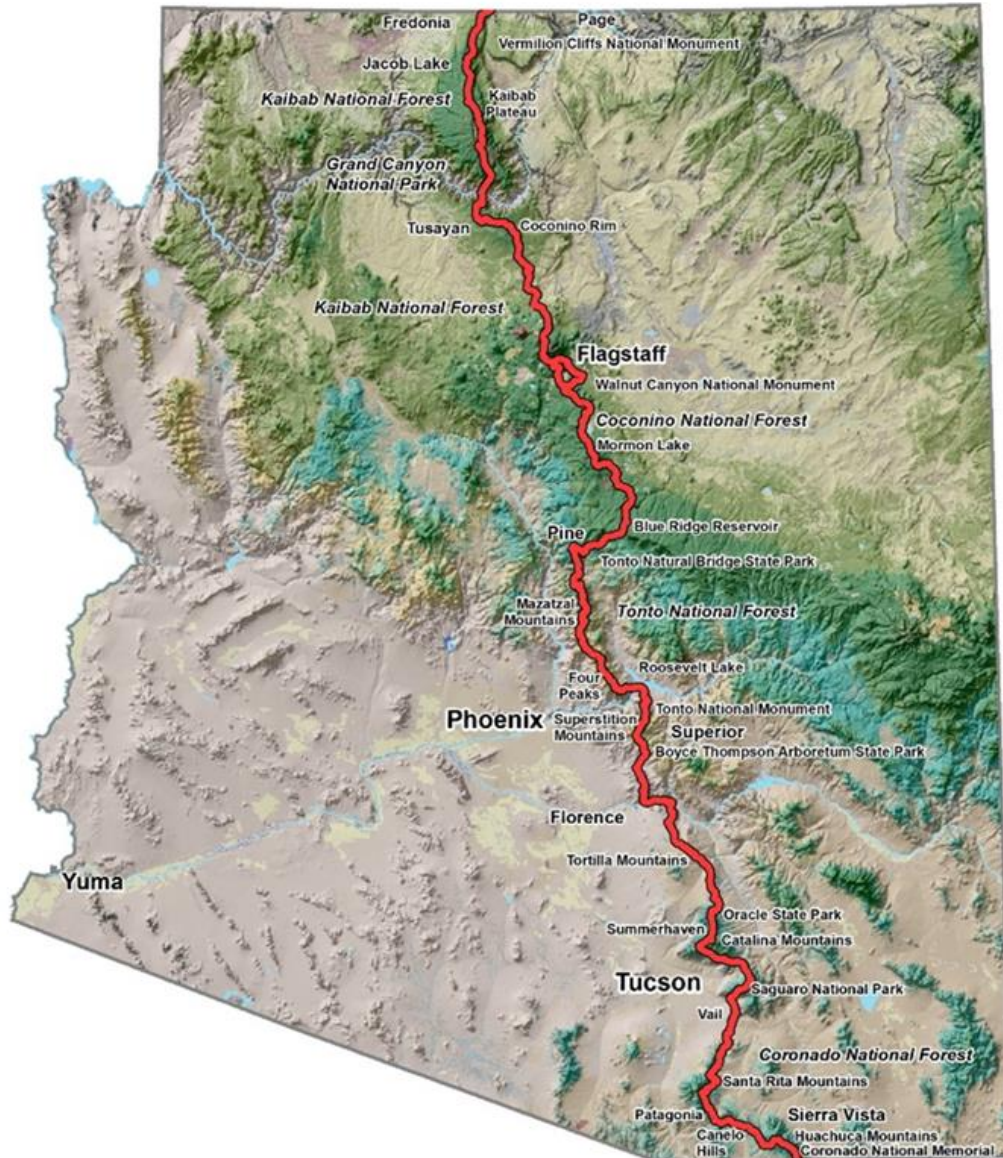 Fredonia
Page
Vermilion Cliffs National Monument
Jacob Lake
Kaibab National Forest
Kaibab
Plateau
Grand Canyon
National Park
Tusayan
Coconino Rim
Kaibab National Forest
Flagstaff
Walnut Canyon National Monument
Coconino National Forest
Mormon Lake
Blue Ridge Reservoir
Pine
Tonto Natural Bridge State Park
Mazatzal
Mountains
Tonto National Forest
Roosevelt Lake
Four
Peaks
Tonto National Monument
Phoenix
Superstition
Mountains
Superior
Boyce Thompson Arboretum State Park
Florence
Tortilla Mountains
Yuma
Oracle State Park
Summerhaven
Catalina Mountains
Tucson
Saguaro National Park
Vail
Coronado National Forest
Santa Rita Mountains
Patagonia
Sierra Vista
Canelo
Hills
Huachuca Mountains
Coronado National Memorial